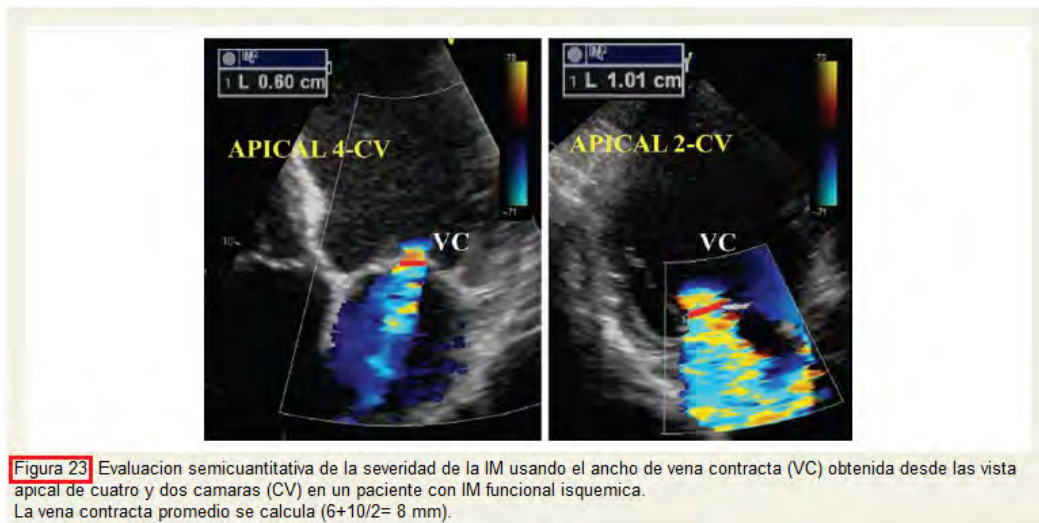 1 L 0.60 cm
1 L 1.01 cm
APICAL 4-CV
APICAL 2-CV
VC
VC
10
-71
-71
Figura 23 Evaluacion semicuantitativa de la severidad de la IM usando el ancho de vena contracta (VC) obtenida desde las vista
apical de cuatro y dos camaras (CV) en un paciente con IM funcional isquemica.
La vena contracta promedio se calcula (6+10/2= 8 mm).